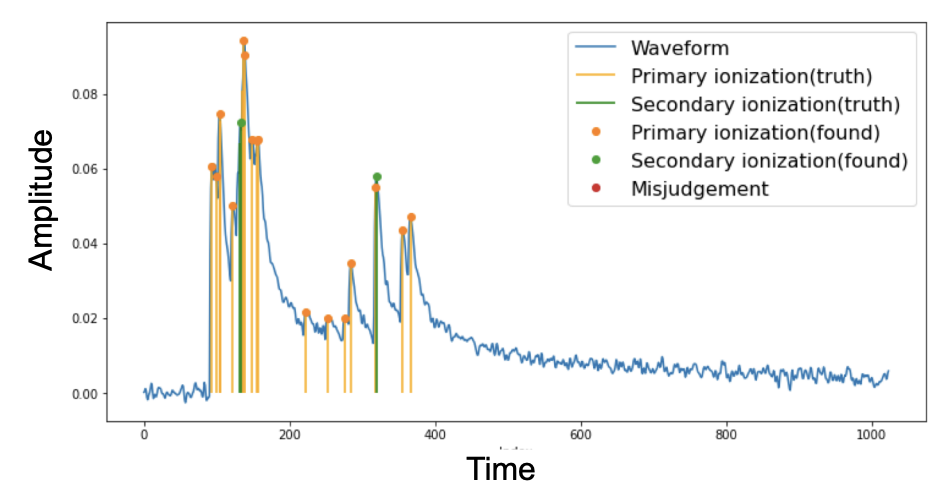 Waveform
Primary ionization(truth)
Secondary ionization(truth)
Primary ionization(found)
Secondary ionization(found)
Misjudgement
Amplitude
0.08
0.06
0.04
0.02
0.00
0 200 400 600 800 1000
Time